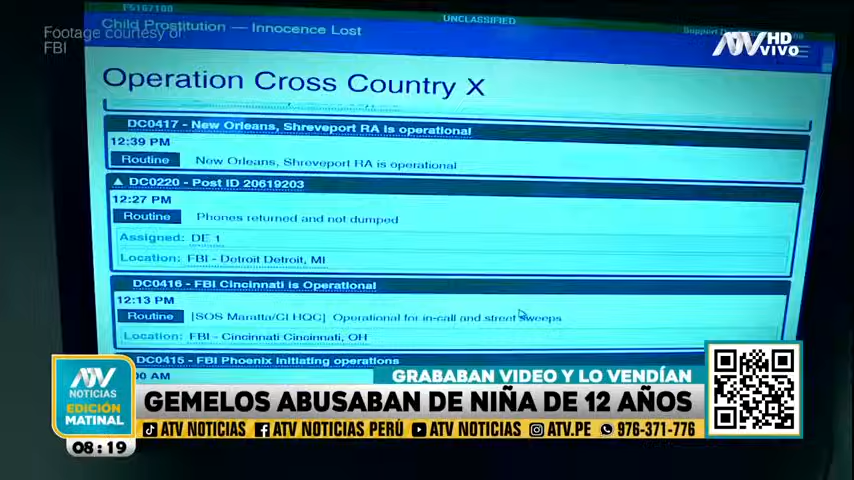 F5167100
UNCLASSIFIED
Child Prostitution — Innocence Lost
Footage courtesy of
FBI
ATV HD
VIVO
Operation Cross Country X
DC0417 - New Orleans, Shreveport RA is operational
12:39 PM
Routine New Orleans, Shreveport RA is operational
DC0220 - Post ID 20619203
12:27 PM
Routine Phones returned and not dumped
Assigned: DE 1
Location: FBI - Detroit Detroit, MI
DC0416 - FBI Cincinnati is Operational
12:13 PM
Routine [SOS Maratta/CI HQC] Operational for in-call and street sweeps
Location: FBI - Cincinnati Cincinnati, OH
DC0415 - FBI Phoenix initiating operations
00 AM
GRABABAN VIDEO Y LO VENDÍAN
GEMELOS ABUSABAN DE NIÑA DE 12 AÑOS
ATV
NOTICIAS
EDICIÓN
MATINAL
08:19
ATV NOTICIAS ATV NOTICIAS PERÚ ATV NOTICIAS ATV.PE 976-371-776